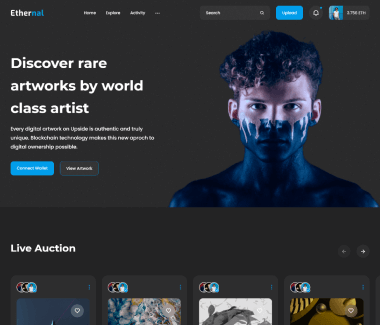 Ethernal
Home Explore Activity ...
Search
Upload
3.756 ETH
Discover rare
artworks by world
class artist
Every digital artwork on Upside is authentic and truly
unique. Blockchain technology makes this new aproch to
digital ownership possible.
Connect Wallet
View Artwork
Live Auction